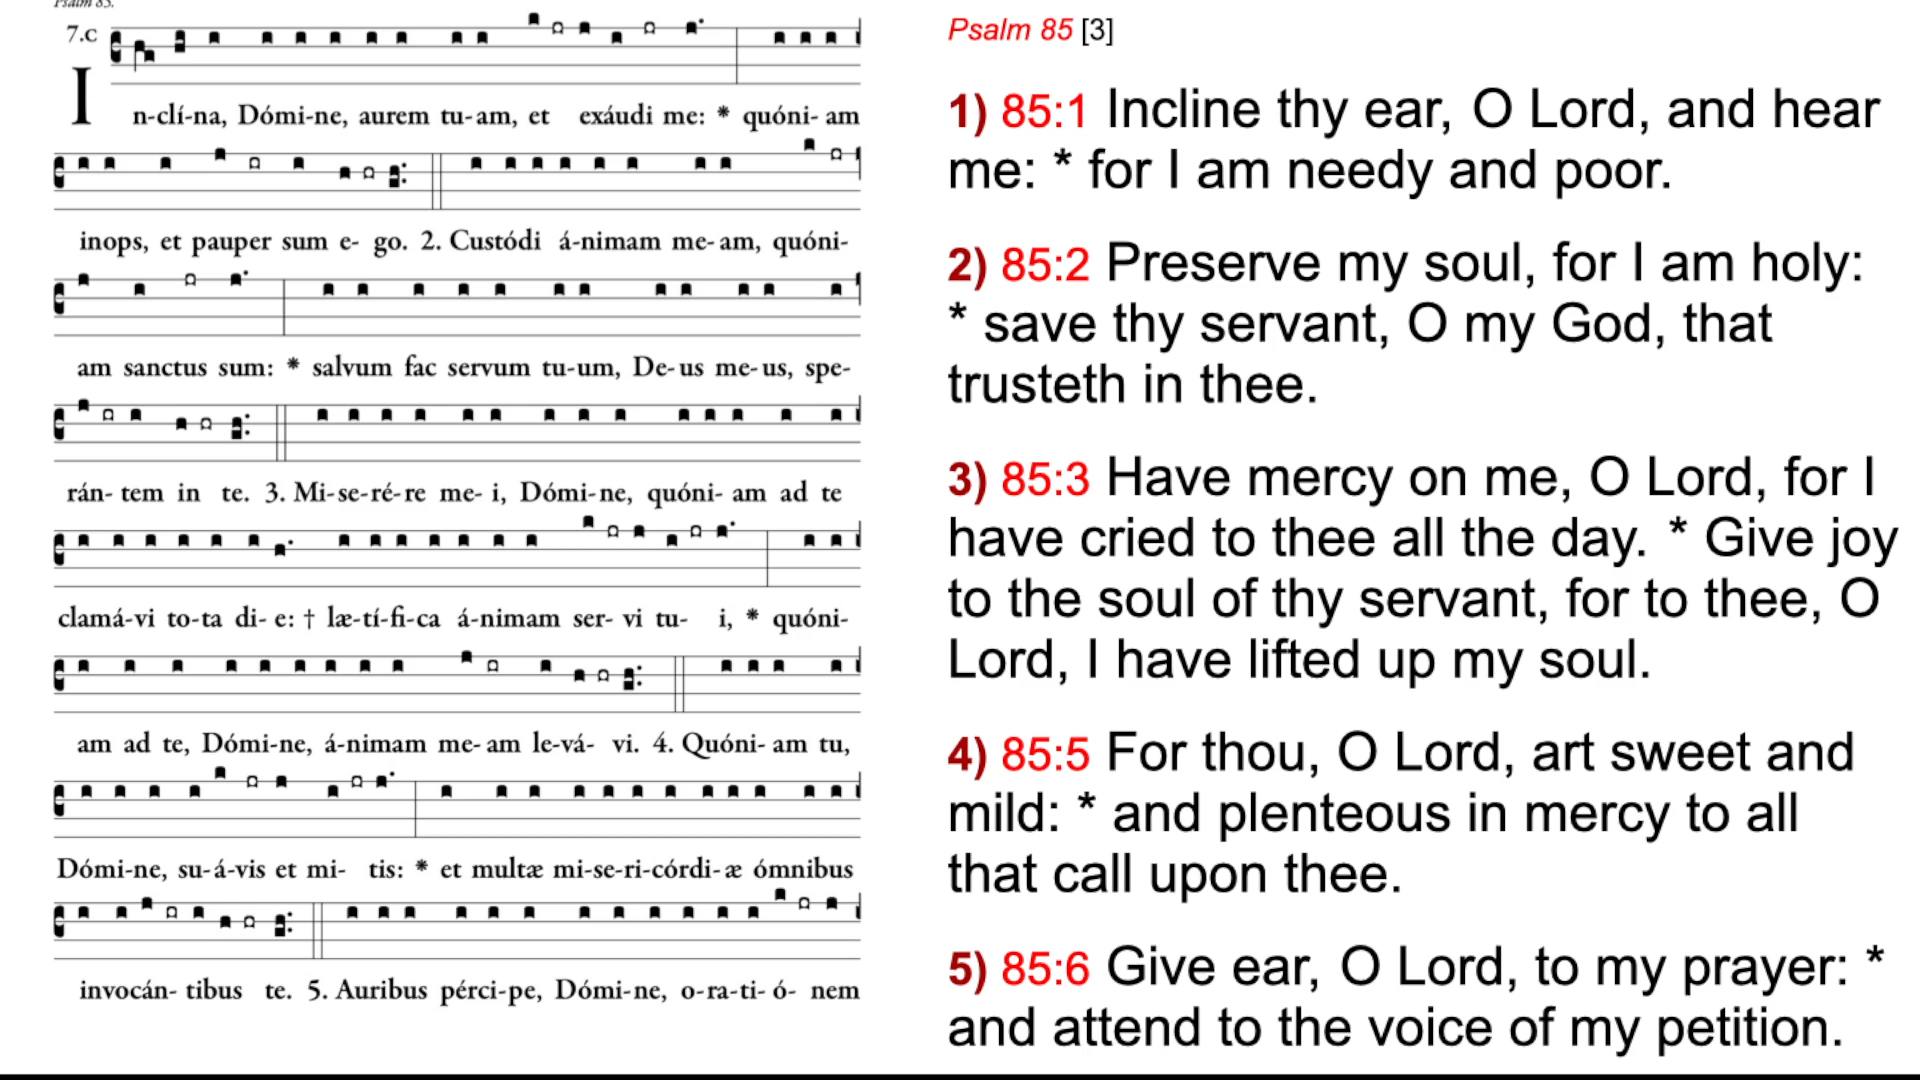 Psalm 85.
7.c
In-clí-na, Dómi-ne, aurem tu-am, et exáudi me: * quóni- am
inops, et pauper sum e- go. 2. Custódi á-nimam me-am, quóni-
am sanctus sum: * salvum fac servum tu-um, De-us me-us, spe-
rán- tem in te. 3. Mi-se-ré-re me- i, Dómi-ne, quóni- am ad te
clamá-vi to-ta di- e: † læ-tí-fi-ca á-nimam ser- vi tu- i, * quóni-
am ad te, Dómi-ne, á-nimam me- am le-vá- vi. 4. Quóni- am tu,
Dómi-ne, su-á-vis et mi- tis: * et multæ mi-se-ri-córdi- æ ómnibus
invocán- tibus te. 5. Auribus pérci-pe, Dómi-ne, o-ra-ti- ó- nem
Psalm 85 [3]
1) 85:1 Incline thy ear, O Lord, and hear
me: * for I am needy and poor.
2) 85:2 Preserve my soul, for I am holy:
* save thy servant, O my God, that
trusteth in thee.
3) 85:3 Have mercy on me, O Lord, for I
have cried to thee all the day. * Give joy
to the soul of thy servant, for to thee, O
Lord, I have lifted up my soul.
4) 85:5 For thou, O Lord, art sweet and
mild: * and plenteous in mercy to all
that call upon thee.
5) 85:6 Give ear, O Lord, to my prayer: *
and attend to the voice of my petition.